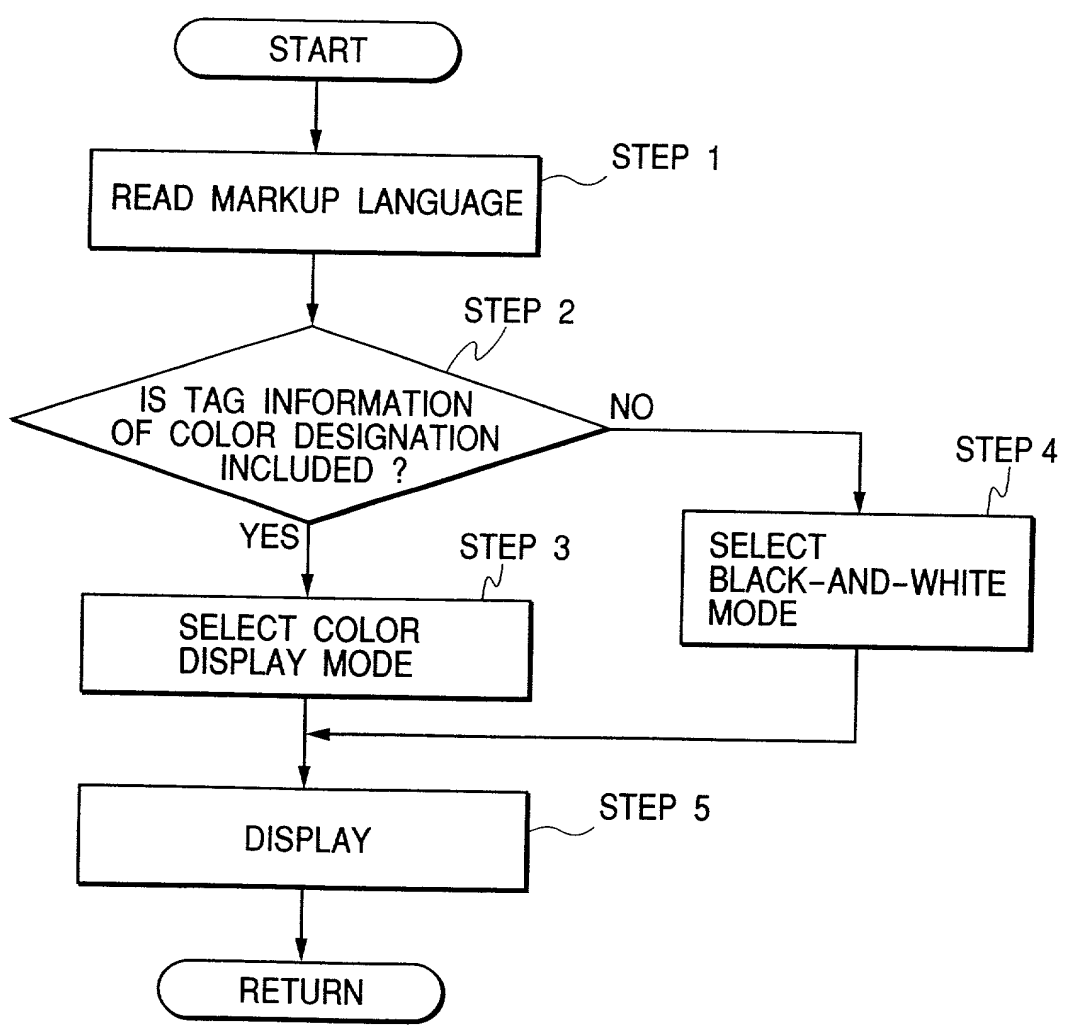 START
STEP 1
READ MARKUP LANGUAGE
STEP 2
IS TAG INFORMATION
OF COLOR DESIGNATION
INCLUDED ?
NO
YES
STEP 3
SELECT COLOR
DISPLAY MODE
STEP 4
SELECT
BLACK-AND-WHITE
MODE
DISPLAY
STEP 5
RETURN